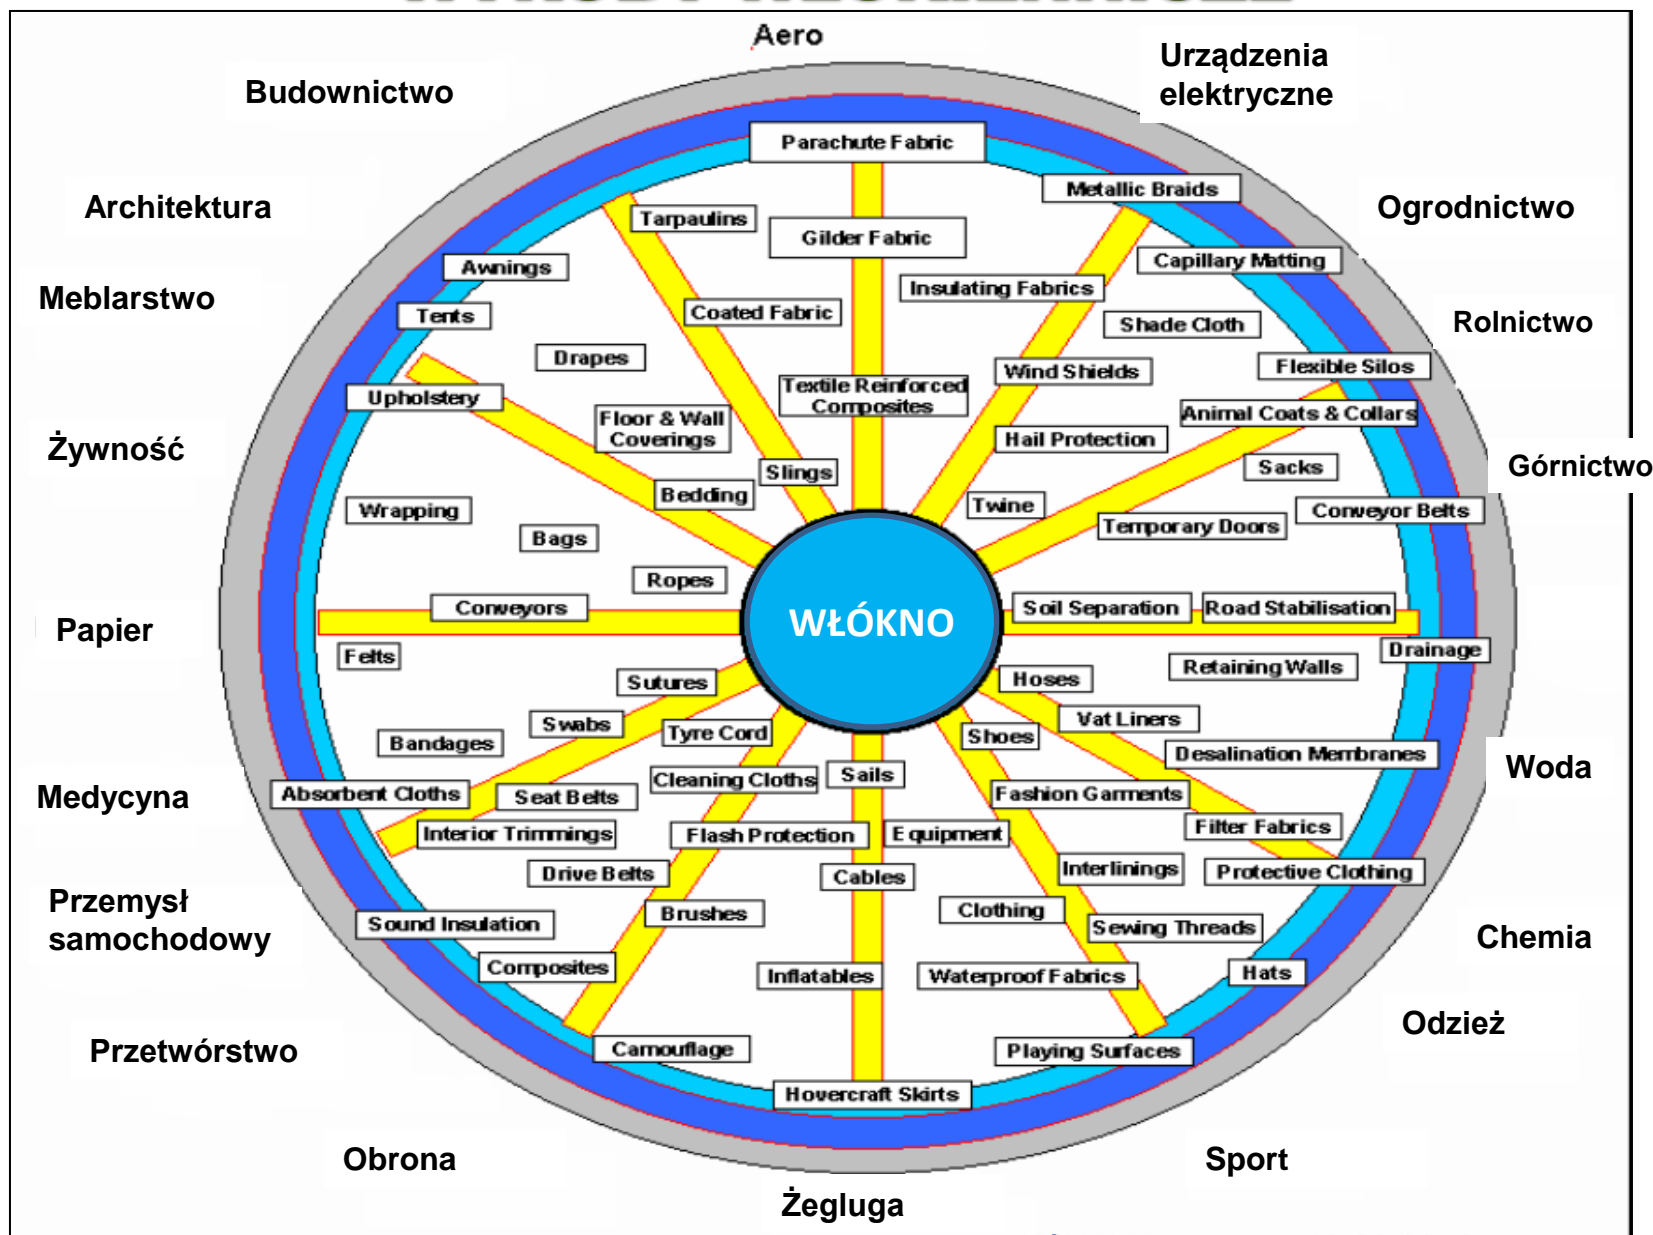 Aero
Urządzenia
elektryczne
Budownictwo
Parachute Fabric
Metallic Braids
Architektura
Ogrodnictwo
Tarpaulins
Gilder Fabric
Capillary Matting
Awnings
Insulating Fabrics
Meblarstwo
Tents
Coated Fabric
Shade Cloth
Rolnictwo
Drapes
Wind Shields
Flexible Silos
Upholstery
Textile Reinforced
Composites
Animal Coats & Collars
Floor & Wall
Coverings
Hail Protection
Żywność
Slings
Sacks
Górnictwo
Bedding
Twine
Wrapping
Conveyor Belts
Bags
Temporary Doors
Ropes
Conveyors
Soil Separation
Road Stabilisation
Papier
WŁÓKNO
Felts
Drainage
Retaining Walls
Sutures
Hoses
Swabs
Vat Liners
Bandages
Tyre Cord
Shoes
Desalination Membranes
Woda
Cleaning Cloths
Sails
Medycyna
Absorbent Cloths
Seat Belts
Fashion Garments
Interior Trimmings
Flash Protection
Equipment
Filter Fabrics
Drive Belts
Cables
Interlinings
Protective Clothing
Przemysł
samochodowy
Sound Insulation
Brushes
Clothing
Sewing Threads
Chemia
Composites
Inflatables
Waterproof Fabrics
Hats
Odzież
Przetwórstwo
Camouflage
Playing Surfaces
Hovercraft Skirts
Obrona
Sport
Żegluga